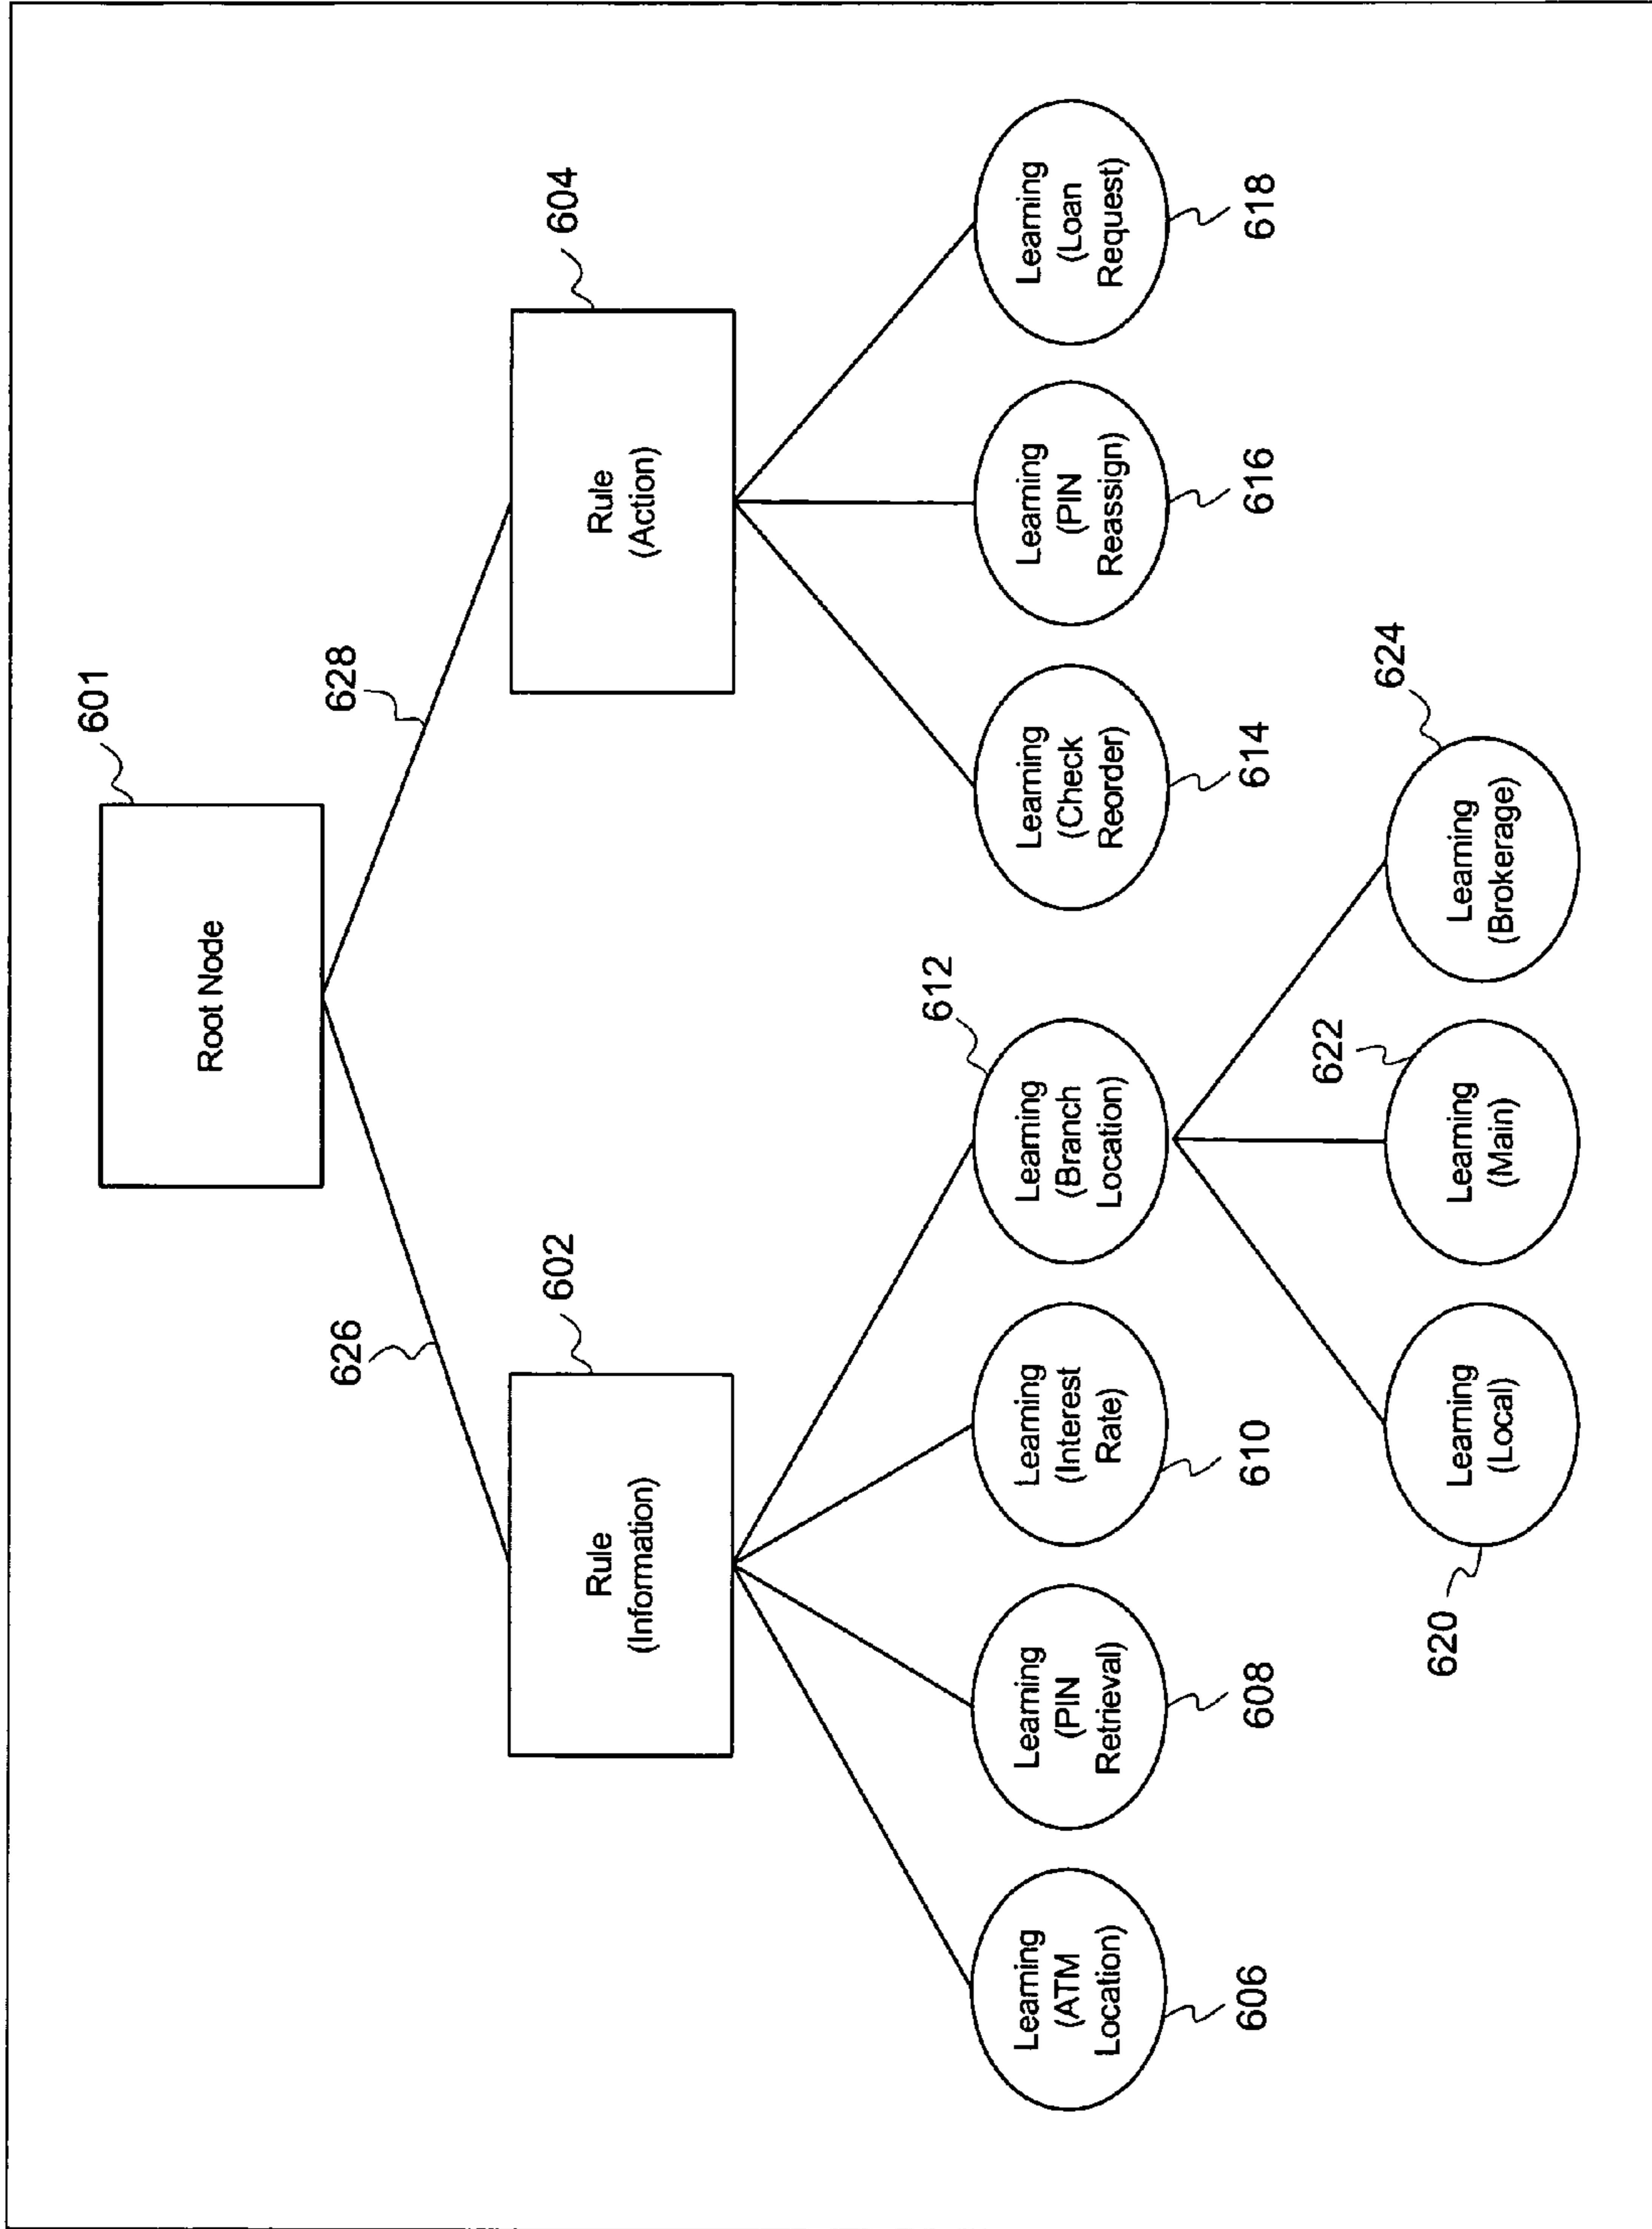 601
Root Node
626
628
602
604
Rule
(Information)
Rule
(Action)
612
Learning
(ATM
Location)
Learning
(PIN
Retrieval)
Learning
(Interest
Rate)
Learning
(Branch
Location)
Learning
(Check
Reorder)
Learning
(PIN
Reassign)
Learning
(Loan
Request)
606
608
610
614
616
618
622
624
Learning
(Local)
Learning
(Main)
Learning
(Brokerage)
620